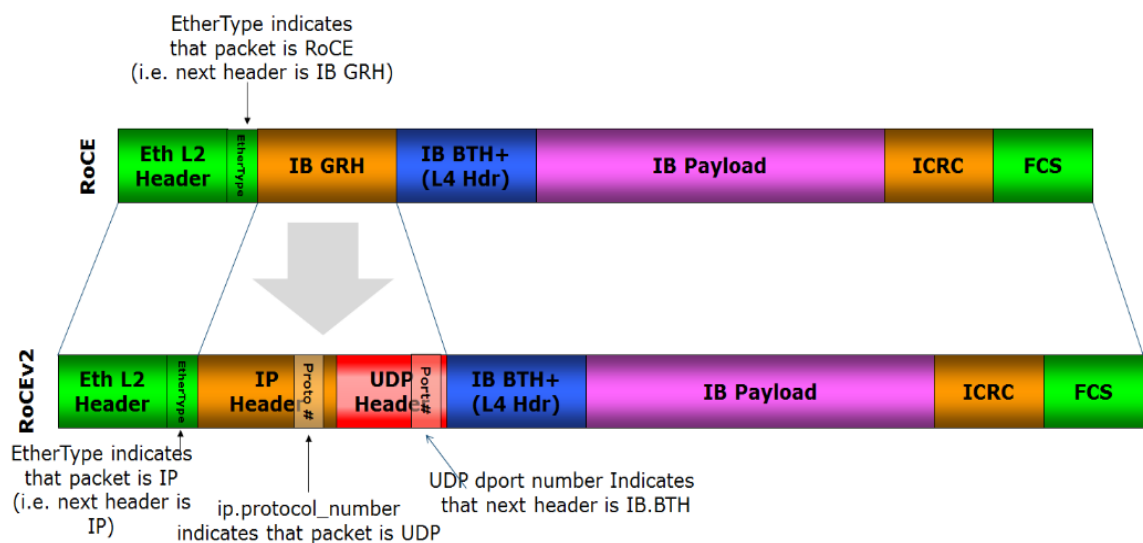 EtherType indicates
that packet is RoCE
(i.e. next header is IB GRH)
RoCE
Eth L2
Header
EtherType
IB GRH
IB BTH+
(L4 Hdr)
IB Payload
ICRC
FCS
RoCEv2
Eth L2
Header
EtherType
IP
Header
Proto #
UDP
Header
Port#
IB BTH+
(L4 Hdr)
IB Payload
ICRC
FCS
EtherType indicates
that packet is IP
(i.e. next header is
IP)
ip.protocol_number
indicates that packet is UDP
UDP dport number Indicates
that next header is IB.BTH